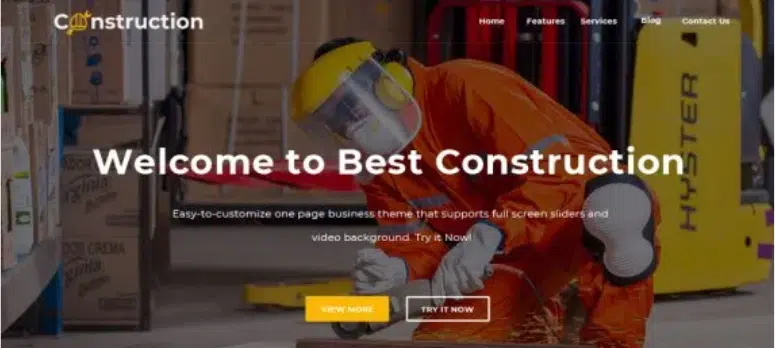 Construction
Home Features Services Blog Contact Us
Welcome to Best Construction
Easy-to-customize one page business theme that supports full screen sliders and
video background. Try it Now!
VIEW MORE TRY IT NOW
HYSTER